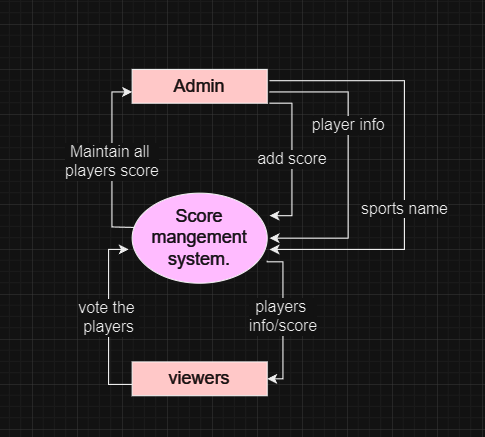 Admin
player info
Maintain all
players score
add score
sports name
Score
mangement
system.
vote the
players
players
info/score
viewers